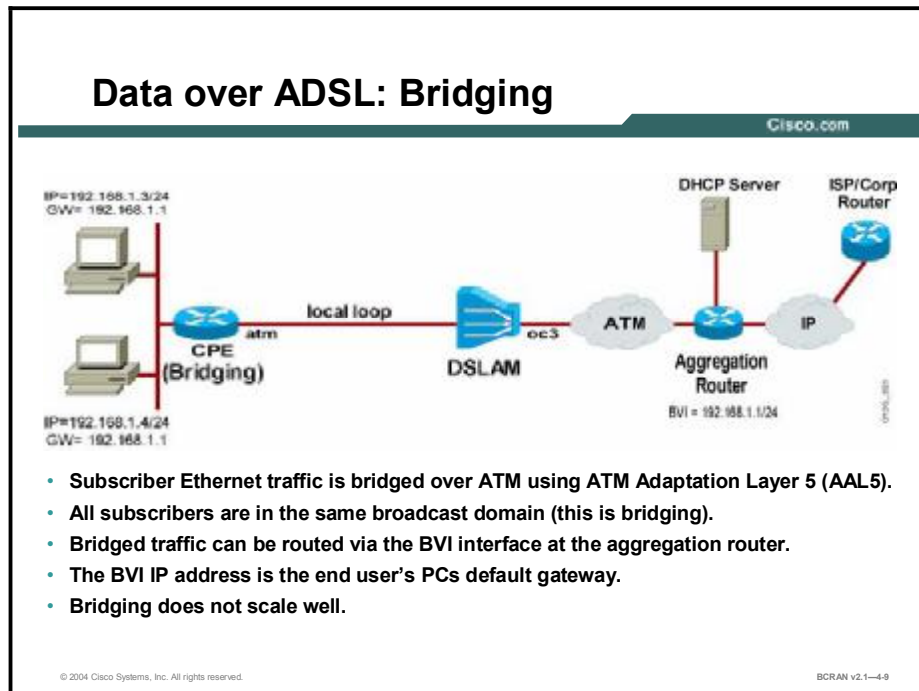 Data over ADSL: Bridging
Cisco.com
IP=192.168.1.3/24
GW= 192.168.1.1
DHCP Server
ISP/Corp
Router
local loop
atm
CPE
(Bridging)
DSLAM
oc3
ATM
IP
Aggregation
Router
BVI = 192.168.1.1/24
IP=192.168.1.4/24
GW= 192.168.1.1
• Subscriber Ethernet traffic is bridged over ATM using ATM Adaptation Layer 5 (AAL5).
• All subscribers are in the same broadcast domain (this is bridging).
• Bridged traffic can be routed via the BVI interface at the aggregation router.
• The BVI IP address is the end user’s PCs default gateway.
• Bridging does not scale well.
© 2004 Cisco Systems, Inc. All rights reserved.
BCRAN v2.1—4-9